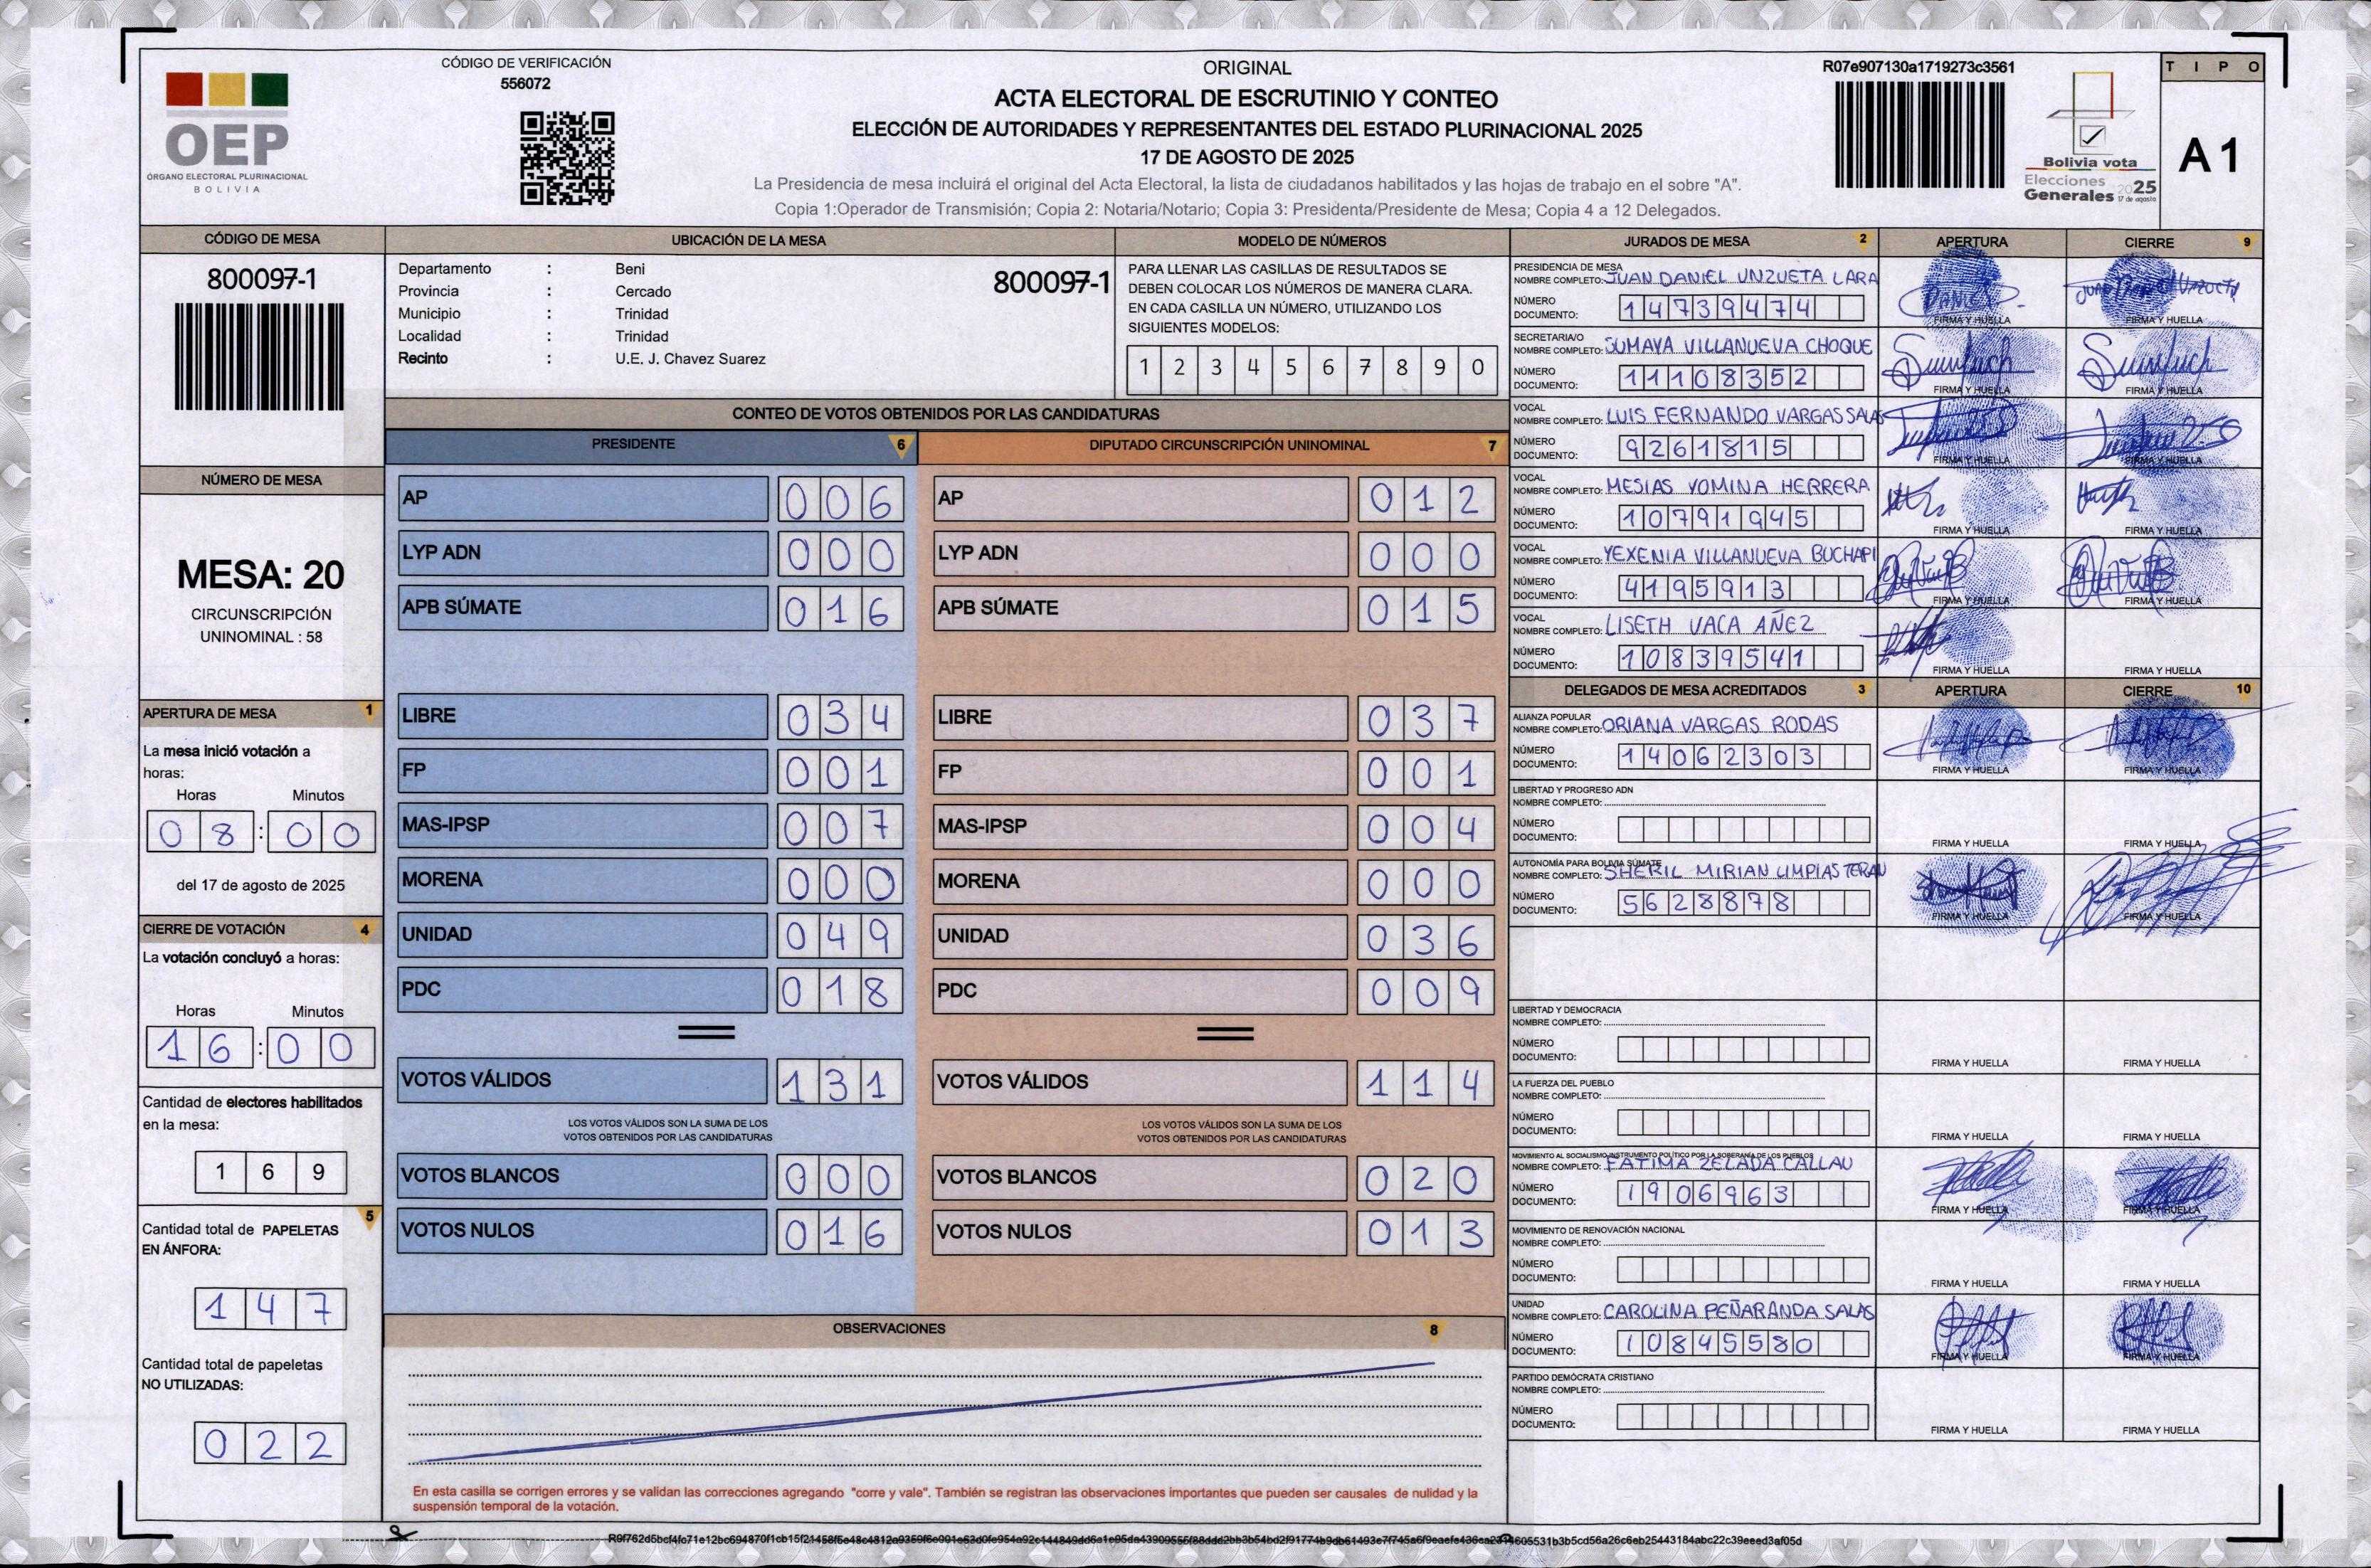 CÓDIGO DE VERIFICACIÓN
556072
OEP
ÓRGANO ELECTORAL PLURINACIONAL
BOLIVIA
ORIGINAL
ACTA ELECTORAL DE ESCRUTINIO Y CONTEO
ELECCIÓN DE AUTORIDADES Y REPRESENTANTES DEL ESTADO PLURINACIONAL 2025
17 DE AGOSTO DE 2025
La Presidencia de mesa incluirá el original del Acta Electoral, la lista de ciudadanos habilitados y las hojas de trabajo en el sobre "A".
Copia 1:Operador de Transmisión; Copia 2: Notaria/Notario; Copia 3: Presidenta/Presidente de Mesa; Copia 4 a 12 Delegados.
R07e907130a1719273c3561
Bolivia vota
Elecciones
Generales 2025
17 de agosto
TIPO
A 1
CÓDIGO DE MESA
800097-1
NÚMERO DE MESA
MESA: 20
CIRCUNSCRIPCIÓN
UNINOMINAL : 58
APERTURA DE MESA 1
La mesa inició votación a
horas:
Horas Minutos
08 : 00
del 17 de agosto de 2025
CIERRE DE VOTACIÓN 4
La votación concluyó a horas:
Horas Minutos
16 : 00
Cantidad de electores habilitados
en la mesa:
1 6 9
5
Cantidad total de PAPELETAS
EN ÁNFORA:
1 4 7
Cantidad total de papeletas
NO UTILIZADAS:
0 2 2
UBICACIÓN DE LA MESA
Departamento : Beni
Provincia : Cercado
Municipio : Trinidad
Localidad : Trinidad
Recinto : U.E. J. Chavez Suarez
800097-1
MODELO DE NÚMEROS
PARA LLENAR LAS CASILLAS DE RESULTADOS SE
DEBEN COLOCAR LOS NÚMEROS DE MANERA CLARA.
EN CADA CASILLA UN NÚMERO, UTILIZANDO LOS
SIGUIENTES MODELOS:
1 2 3 4 5 6 7 8 9 0
CONTEO DE VOTOS OBTENIDOS POR LAS CANDIDATURAS
PRESIDENTE 6
AP 006
LYP ADN 000
APB SÚMATE 016
LIBRE 034
FP 001
MAS-IPSP 007
MORENA 000
UNIDAD 049
PDC 018
VOTOS VÁLIDOS 131
LOS VOTOS VÁLIDOS SON LA SUMA DE LOS
VOTOS OBTENIDOS POR LAS CANDIDATURAS
VOTOS BLANCOS 000
VOTOS NULOS 016
DIPUTADO CIRCUNSCRIPCIÓN UNINOMINAL 7
AP 012
LYP ADN 000
APB SÚMATE 015
LIBRE 037
FP 001
MAS-IPSP 004
MORENA 000
UNIDAD 036
PDC 009
VOTOS VÁLIDOS 114
LOS VOTOS VÁLIDOS SON LA SUMA DE LOS
VOTOS OBTENIDOS POR LAS CANDIDATURAS
VOTOS BLANCOS 020
VOTOS NULOS 013
OBSERVACIONES 8
En esta casilla se corrigen errores y se validan las correcciones agregando "corre y vale". También se registran las observaciones importantes que pueden ser causales de nulidad y la
suspensión temporal de la votación.
JURADOS DE MESA 2 APERTURA CIERRE 9
PRESIDENCIA DE MESA
NOMBRE COMPLETO: JUAN DANIEL UNZUETA LARA
NÚMERO
DOCUMENTO: 14739474
FIRMA Y HUELLA FIRMA Y HUELLA
SECRETARIA/O
NOMBRE COMPLETO: SUMAYA VILLANUEVA CHOQUE
NÚMERO
DOCUMENTO: 11108352
FIRMA Y HUELLA FIRMA Y HUELLA
VOCAL
NOMBRE COMPLETO: LUIS FERNANDO VARGAS SALAS
NÚMERO
DOCUMENTO: 9261815
FIRMA Y HUELLA FIRMA Y HUELLA
VOCAL
NOMBRE COMPLETO: MESIAS YOMINA HERRERA
NÚMERO
DOCUMENTO: 10791945
FIRMA Y HUELLA FIRMA Y HUELLA
VOCAL
NOMBRE COMPLETO: YEXENIA VILLANUEVA BUCHAPI
NÚMERO
DOCUMENTO: 4195913
FIRMA Y HUELLA FIRMA Y HUELLA
VOCAL
NOMBRE COMPLETO: LISETH VACA AÑEZ
NÚMERO
DOCUMENTO: 10839541
FIRMA Y HUELLA FIRMA Y HUELLA
DELEGADOS DE MESA ACREDITADOS 3 APERTURA CIERRE 10
ALIANZA POPULAR
NOMBRE COMPLETO: ORIANA VARGAS RODAS
NÚMERO
DOCUMENTO: 14062303
FIRMA Y HUELLA FIRMA Y HUELLA
LIBERTAD Y PROGRESO ADN
NOMBRE COMPLETO:
NÚMERO
DOCUMENTO:
FIRMA Y HUELLA FIRMA Y HUELLA
AUTONOMÍA PARA BOLIVIA SÚMATE
NOMBRE COMPLETO: SHERIL MIRIAN LIMPIAS TERAN
NÚMERO
DOCUMENTO: 5628878
FIRMA Y HUELLA FIRMA Y HUELLA
LIBERTAD Y DEMOCRACIA
NOMBRE COMPLETO:
NÚMERO
DOCUMENTO:
FIRMA Y HUELLA FIRMA Y HUELLA
LA FUERZA DEL PUEBLO
NOMBRE COMPLETO:
NÚMERO
DOCUMENTO:
FIRMA Y HUELLA FIRMA Y HUELLA
MOVIMIENTO AL SOCIALISMO INSTRUMENTO POLÍTICO POR LA SOBERANÍA DE LOS PUEBLOS
NOMBRE COMPLETO: FATIMA ZELADA CALLAU
NÚMERO
DOCUMENTO: 1906963
FIRMA Y HUELLA FIRMA Y HUELLA
MOVIMIENTO DE RENOVACIÓN NACIONAL
NOMBRE COMPLETO:
NÚMERO
DOCUMENTO:
FIRMA Y HUELLA FIRMA Y HUELLA
UNIDAD
NOMBRE COMPLETO: CAROLINA PEÑARANDA SALAS
NÚMERO
DOCUMENTO: 10845580
FIRMA Y HUELLA FIRMA Y HUELLA
PARTIDO DEMÓCRATA CRISTIANO
NOMBRE COMPLETO:
NÚMERO
DOCUMENTO:
FIRMA Y HUELLA FIRMA Y HUELLA